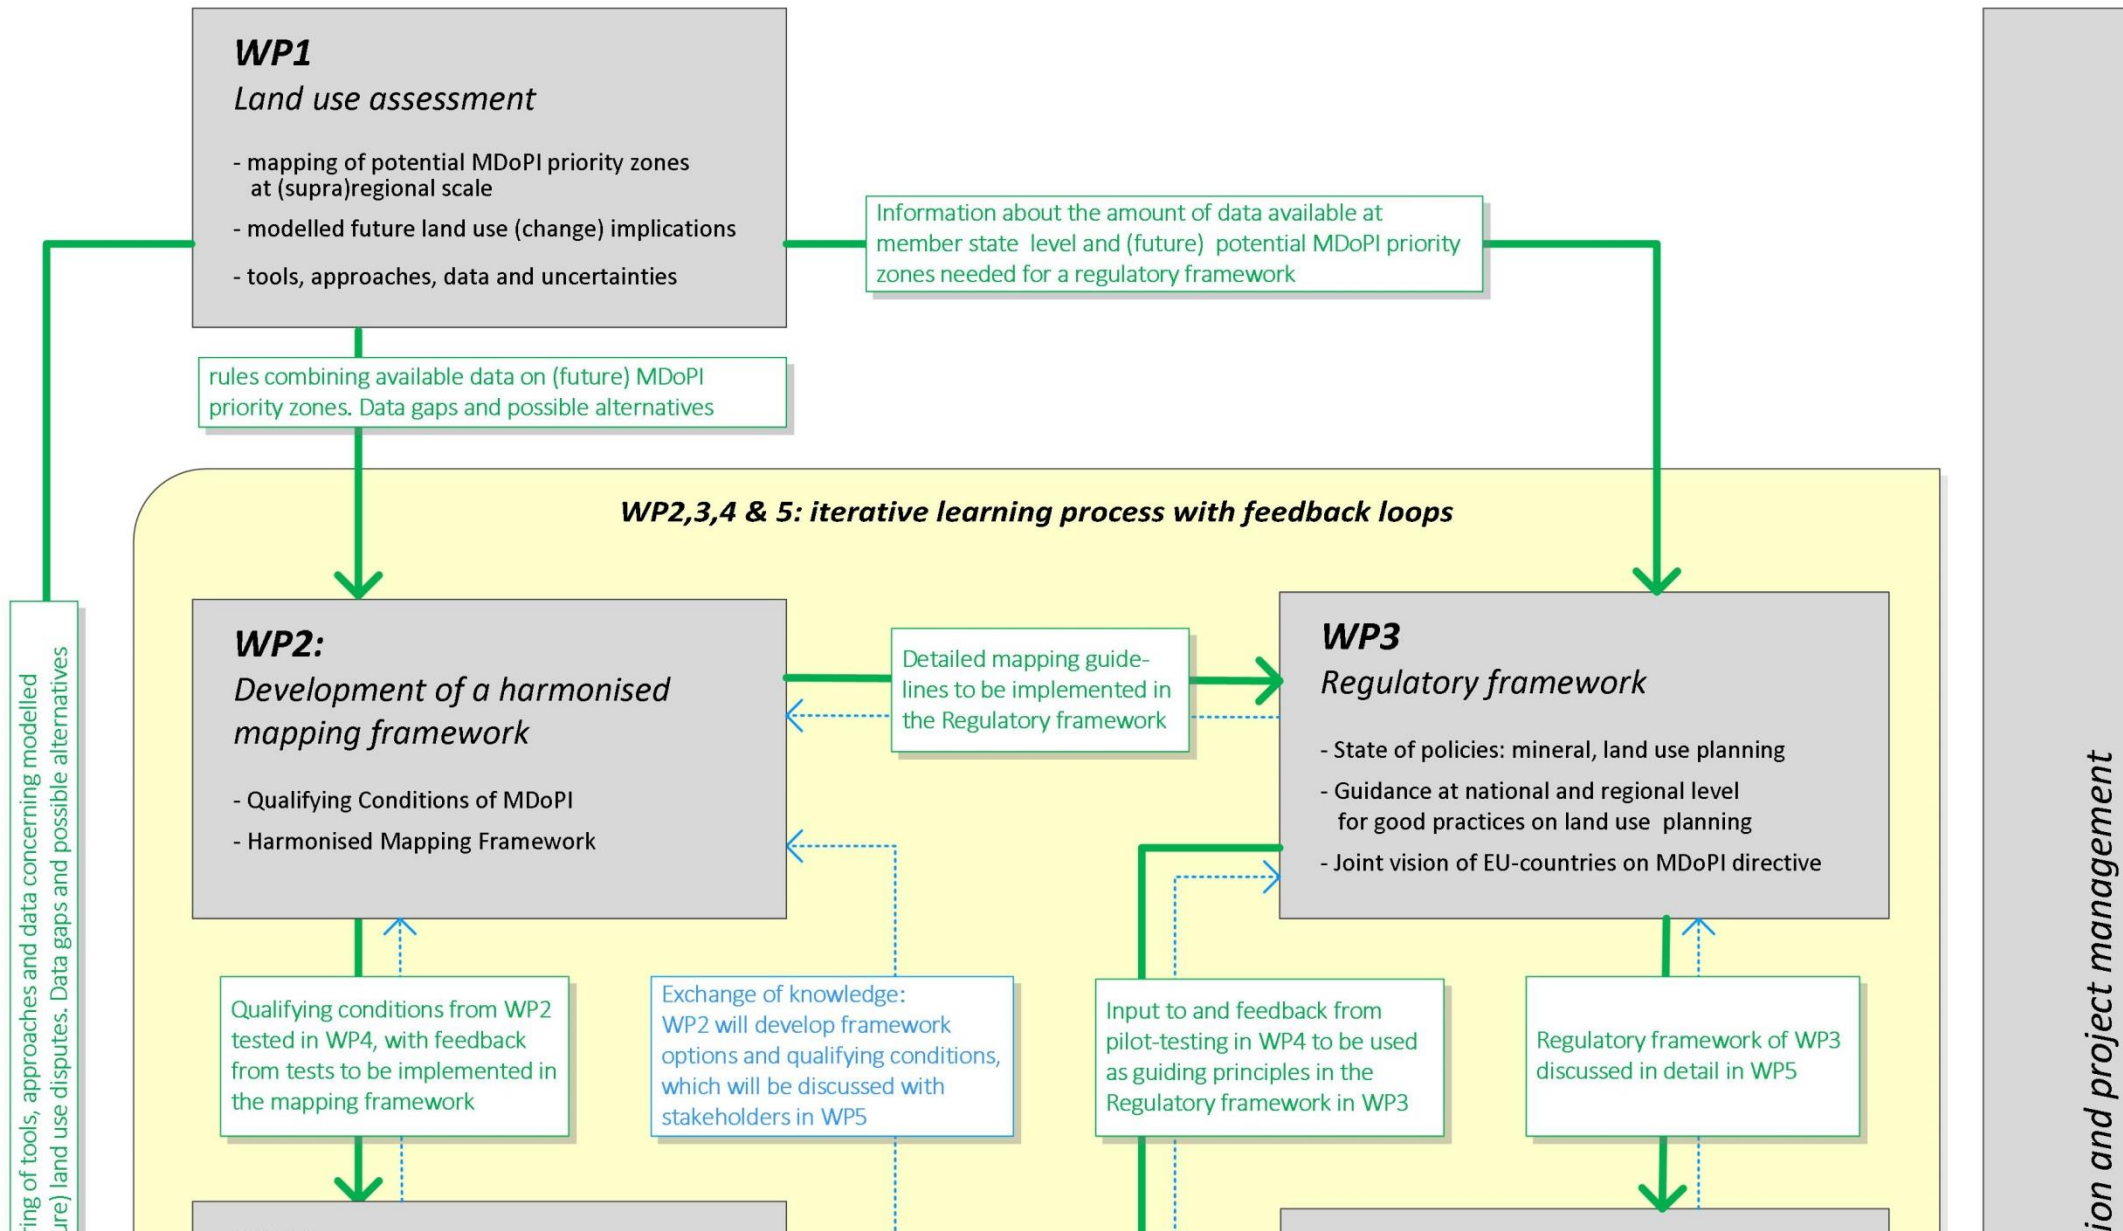 WP1
Land use assessment
- mapping of potential MDoPI priority zones
at (supra)regional scale
- modelled future land use (change) implications
- tools, approaches, data and uncertainties
Information about the amount of data available at
member state level and (future) potential MDoPI priority
zones needed for a regulatory framework
rules combining available data on (future) MDoPI
priority zones. Data gaps and possible alternatives
WP2,3,4 & 5: iterative learning process with feedback loops
WP2:
Development of a harmonised
mapping framework
- Qualifying Conditions of MDoPI
- Harmonised Mapping Framework
Detailed mapping guide-
lines to be implemented in
the Regulatory framework
WP3
Regulatory framework
- State of policies: mineral, land use planning
- Guidance at national and regional level
for good practices on land use planning
- Joint vision of EU-countries on MDoPI directive
Qualifying conditions from WP2
tested in WP4, with feedback
from tests to be implemented in
the mapping framework
Exchange of knowledge:
WP2 will develop framework
options and qualifying conditions,
which will be discussed with
stakeholders in WP5
Input to and feedback from
pilot-testing in WP4 to be used
as guiding principles in the
Regulatory framework in WP3
Regulatory framework of WP3
discussed in detail in WP5
of tools, approaches and data concerning modelled
land use disputes. Data gaps and possible alternatives
and project management